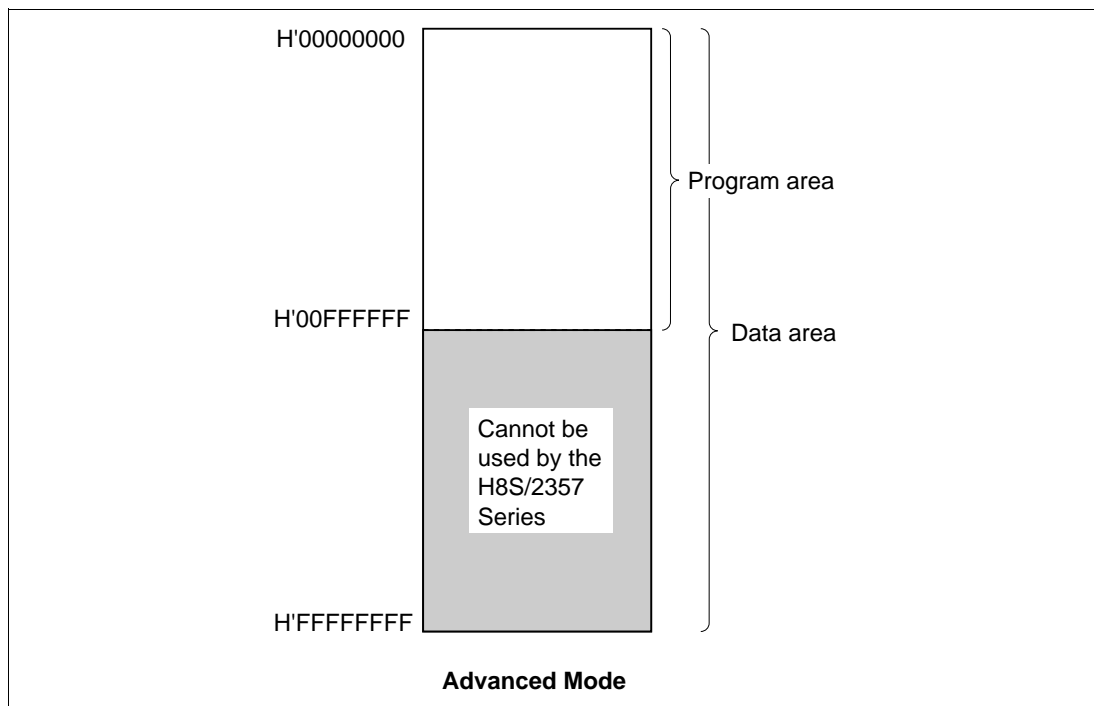 H'00000000
Program area
H'00FFFFFF
Data area
Cannot be
used by the
H8S/2357
Series
H'FFFFFFFF
Advanced Mode